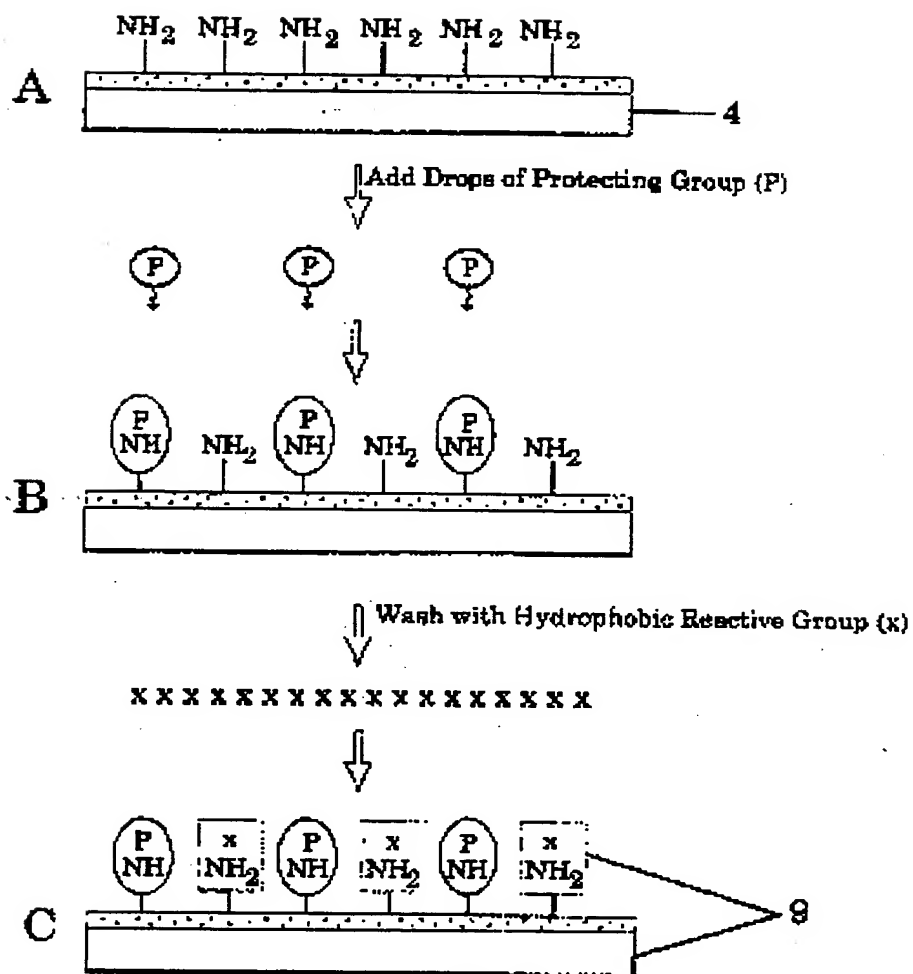 NH2 NH2 NH2 NH2 NH2 NH2
A
4
Add Drops of Protecting Group (P)
P P P
P P P
NH NH2 NH NH2 NH NH2
B
Wash with Hydrophobic Reactive Group (x)
x x x x x x x x x x x x x x x x x x
P x P x P x
NH NH2 NH NH2 NH NH2
9
C